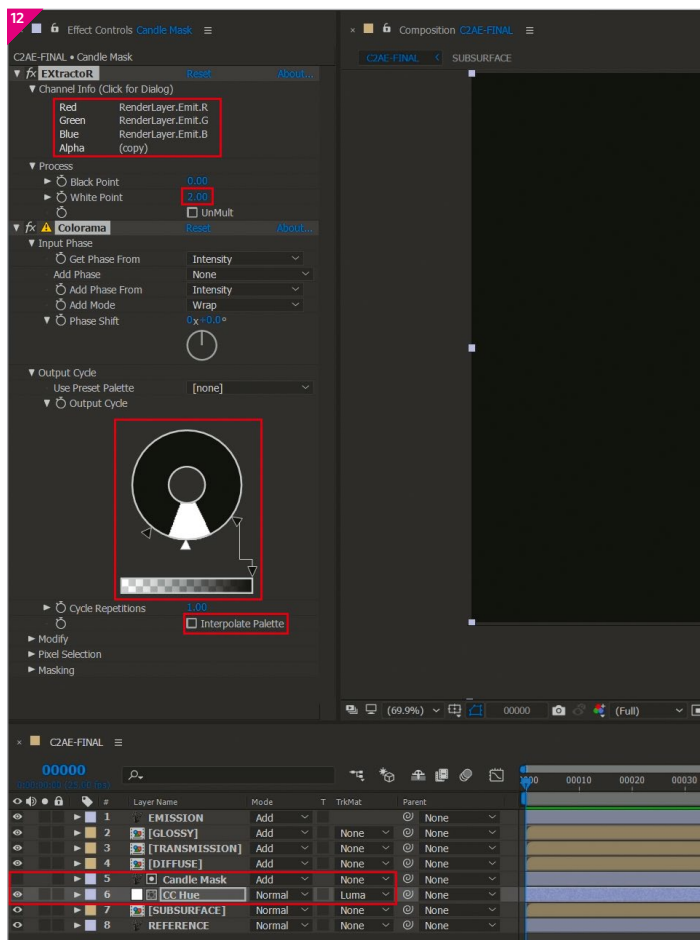 12
Effect Controls Candle Mask
C2AE-FINAL • Candle Mask
fx EXtractoR Reset About...
Channel Info (Click for Dialog)
Red RenderLayer.Emit.R
Green RenderLayer.Emit.G
Blue RenderLayer.Emit.B
Alpha (copy)
Process
Black Point 0.00
White Point 2.00
UnMult
fx Colorama Reset About...
Input Phase
Get Phase From Intensity
Add Phase None
Add Phase From Intensity
Add Mode Wrap
Phase Shift 0x+0.0°
Output Cycle
Use Preset Palette [none]
Output Cycle
Cycle Repetitions 1.00
Interpolate Palette
Modify
Pixel Selection
Masking
Composition C2AE-FINAL
C2AE-FINAL SUBSURFACE
(69.9%) 00000 (Full)
C2AE-FINAL
00000
00010 00020 00030
# Layer Name Mode T TrkMat Parent
1 EMISSION Add None
2 [GLOSSY] Add None None
3 [TRANSMISSION] Add None None
4 [DIFFUSE] Add None None
5 Candle Mask Add None None
6 CC Hue Normal Luma None
7 [SUBSURFACE] Normal None None
8 REFERENCE Normal None None